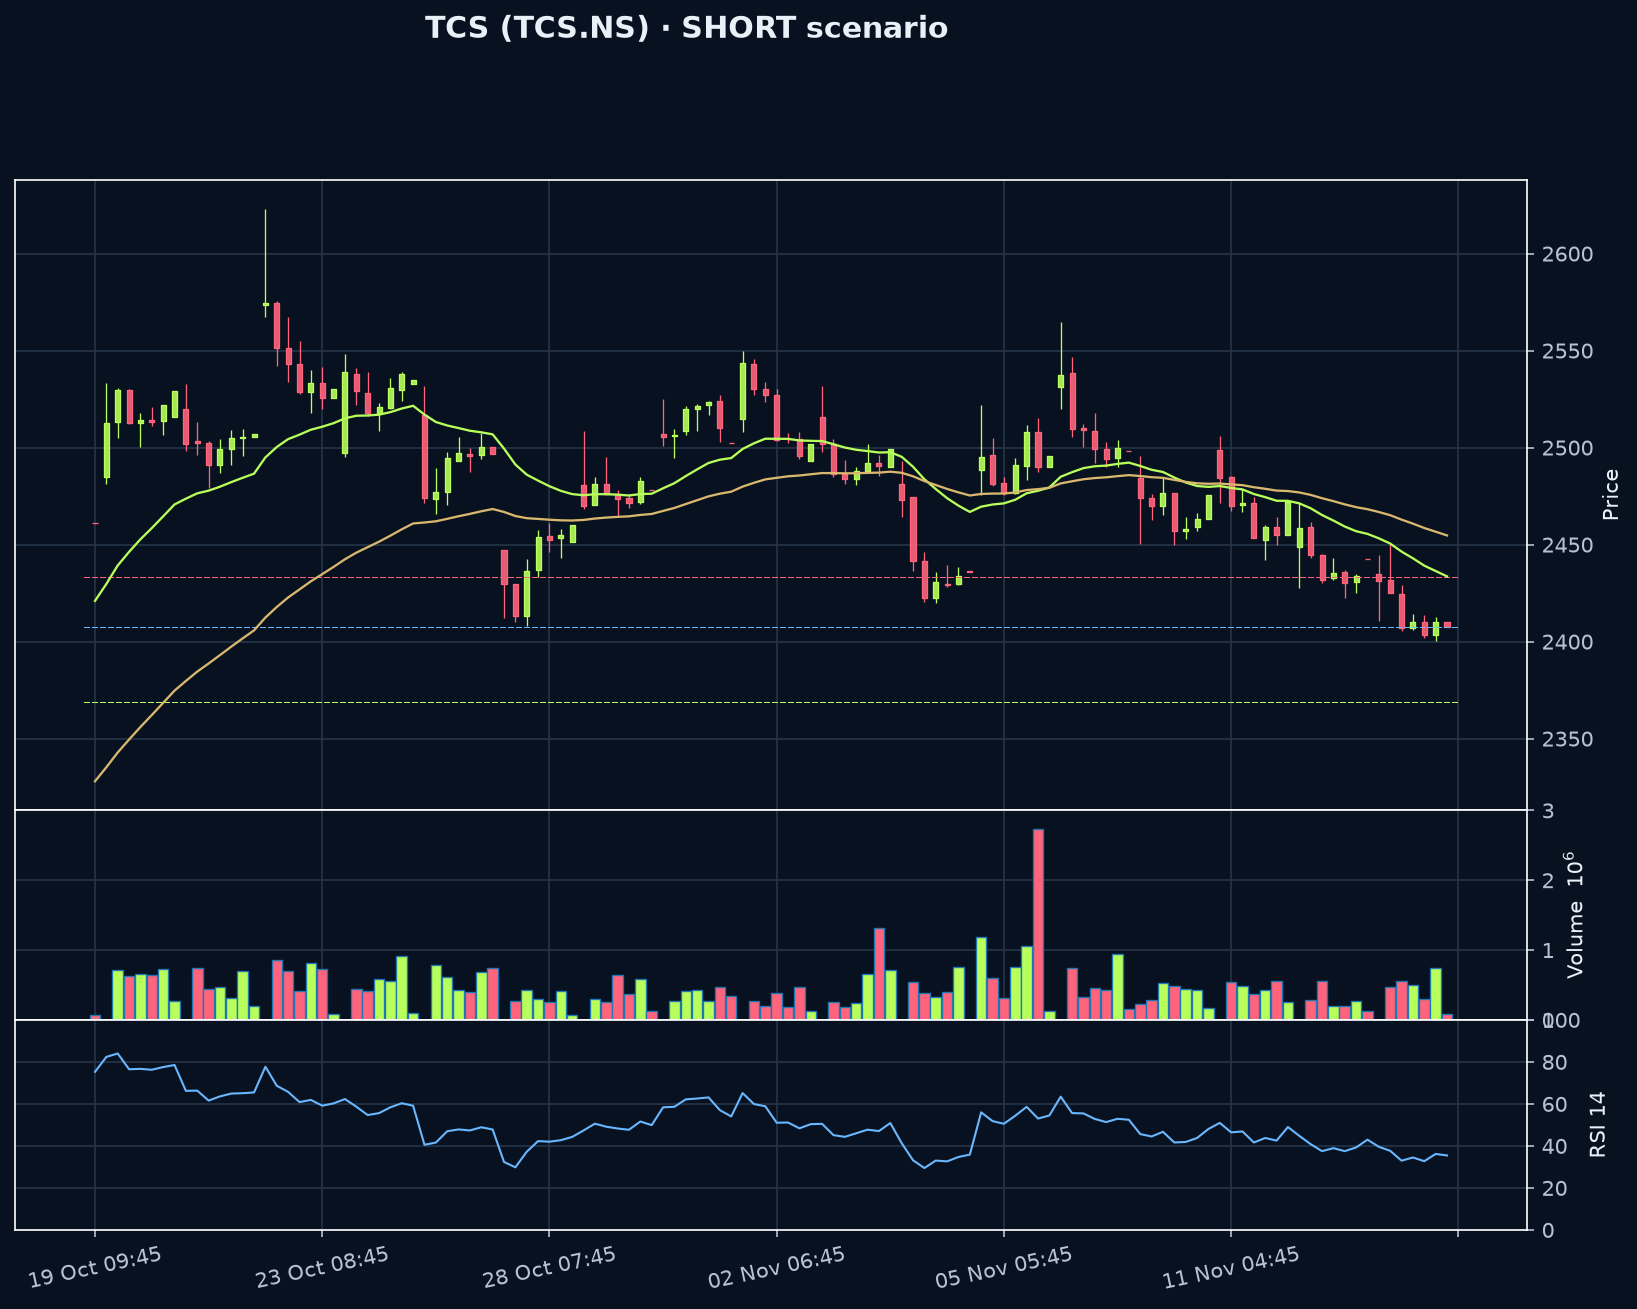 TCS (TCS.NS) · SHORT scenario
2600
2550
2500
2450
2400
2350
Price
3
2
1
0
Volume 10⁶
100
80
60
40
20
0
RSI 14
19 Oct 09:45
23 Oct 08:45
28 Oct 07:45
02 Nov 06:45
05 Nov 05:45
11 Nov 04:45